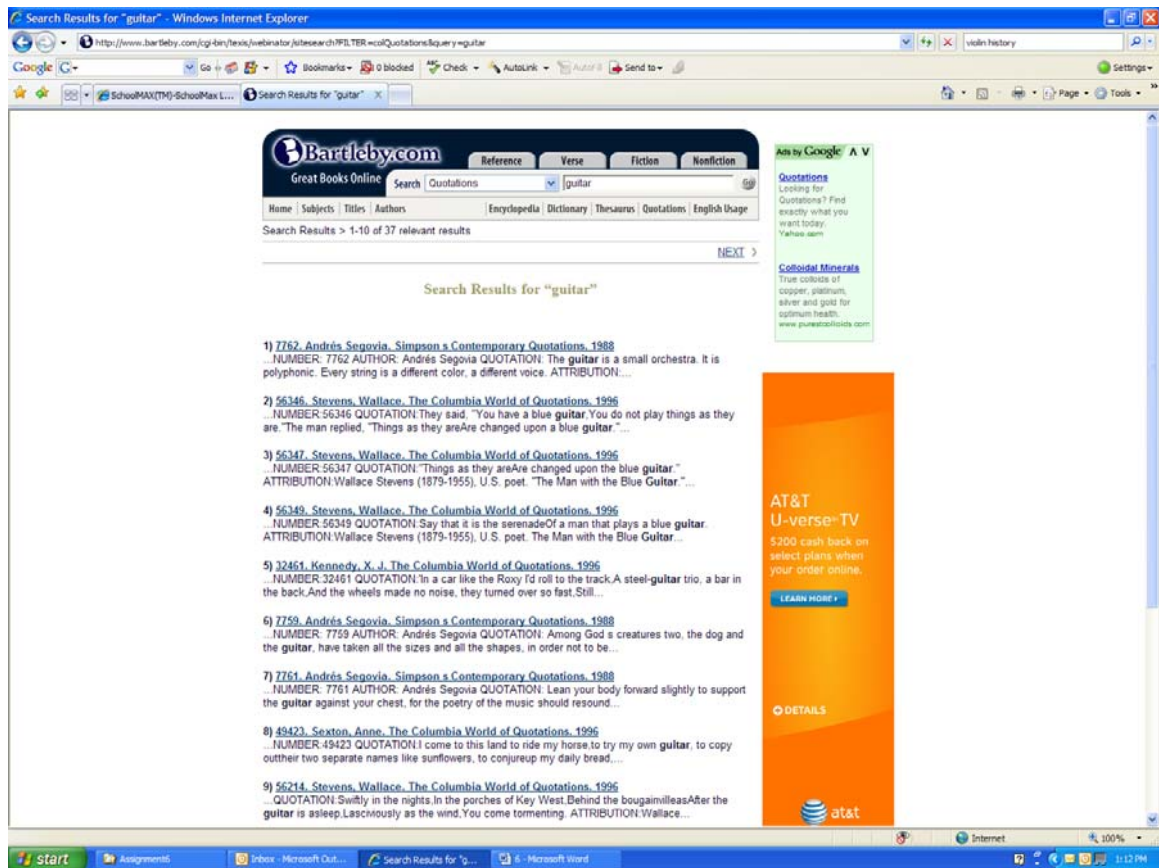 Search Results for "guitar" - Windows Internet Explorer
http://www.bartleby.com/cgi-bin/texis/webinator/sitesearch?FILTER=colQuotations&query=guitar
violin history
Google
Go
Bookmarks
0 blocked
Check
AutoLink
AutoFill
Send to
Settings
SchoolMAX(TM)-SchoolMax L...
Search Results for "guitar"
Page
Tools
Bartleby.com
Great Books Online
Reference
Verse
Fiction
Nonfiction
Search
Quotations
guitar
Home | Subjects | Titles | Authors
Encyclopedia | Dictionary | Thesaurus | Quotations | English Usage
Search Results > 1-10 of 37 relevant results
NEXT
Search Results for “guitar”
1) 7762. Andrés Segovia. Simpson s Contemporary Quotations. 1988
...NUMBER: 7762 AUTHOR: Andrés Segovia QUOTATION: The guitar is a small orchestra. It is
polyphonic. Every string is a different color, a different voice. ATTRIBUTION:...
2) 56346. Stevens, Wallace. The Columbia World of Quotations. 1996
...NUMBER:56346 QUOTATION:They said, "You have a blue guitar,You do not play things as they
are."The man replied, "Things as they areAre changed upon a blue guitar."...
3) 56347. Stevens, Wallace. The Columbia World of Quotations. 1996
...NUMBER:56347 QUOTATION:"Things as they areAre changed upon the blue guitar."
ATTRIBUTION:Wallace Stevens (1879-1955), U.S. poet. "The Man with the Blue Guitar."...
4) 56349. Stevens, Wallace. The Columbia World of Quotations. 1996
...NUMBER:56349 QUOTATION:Say that it is the serenadeOf a man that plays a blue guitar.
ATTRIBUTION:Wallace Stevens (1879-1955), U.S. poet. The Man with the Blue Guitar...
5) 32461. Kennedy, X. J. The Columbia World of Quotations. 1996
...NUMBER:32461 QUOTATION:'In a car like the Roxy I'd roll to the track,A steel-guitar trio, a bar in
the back,And the wheels made no noise, they turned over so fast,Still...
6) 7759. Andrés Segovia. Simpson s Contemporary Quotations. 1988
...NUMBER: 7759 AUTHOR: Andrés Segovia QUOTATION: Among God s creatures two, the dog and
the guitar, have taken all the sizes and all the shapes, in order not to be...
7) 7761. Andrés Segovia. Simpson s Contemporary Quotations. 1988
...NUMBER: 7761 AUTHOR: Andrés Segovia QUOTATION: Lean your body forward slightly to support
the guitar against your chest, for the poetry of the music should resound...
8) 49423. Sexton, Anne. The Columbia World of Quotations. 1996
...NUMBER:49423 QUOTATION:I come to this land to ride my horse,to try my own guitar, to copy
outtheir two separate names like sunflowers, to conjureup my daily bread,...
9) 56214. Stevens, Wallace. The Columbia World of Quotations. 1996
...QUOTATION:Swiftly in the nights,In the porches of Key West,Behind the bougainvilleasAfter the
guitar is asleep,Lasciviously as the wind,You come tormenting. ATTRIBUTION:Wallace...
Ads by Google
Quotations
Looking for
Quotations? Find
exactly what you
want today.
Yahoo.com
Colloidal Minerals
True colloids of
copper, platinum,
silver and gold for
optimum health.
www.purestcolloids.com
AT&T
U-verse TV
$200 cash back on
select plans when
your order online.
LEARN MORE
DETAILS
at&t
Internet
100%
start
Assignment6
Inbox - Microsoft Out...
Search Results for "g...
6 - Microsoft Word
1:12 PM